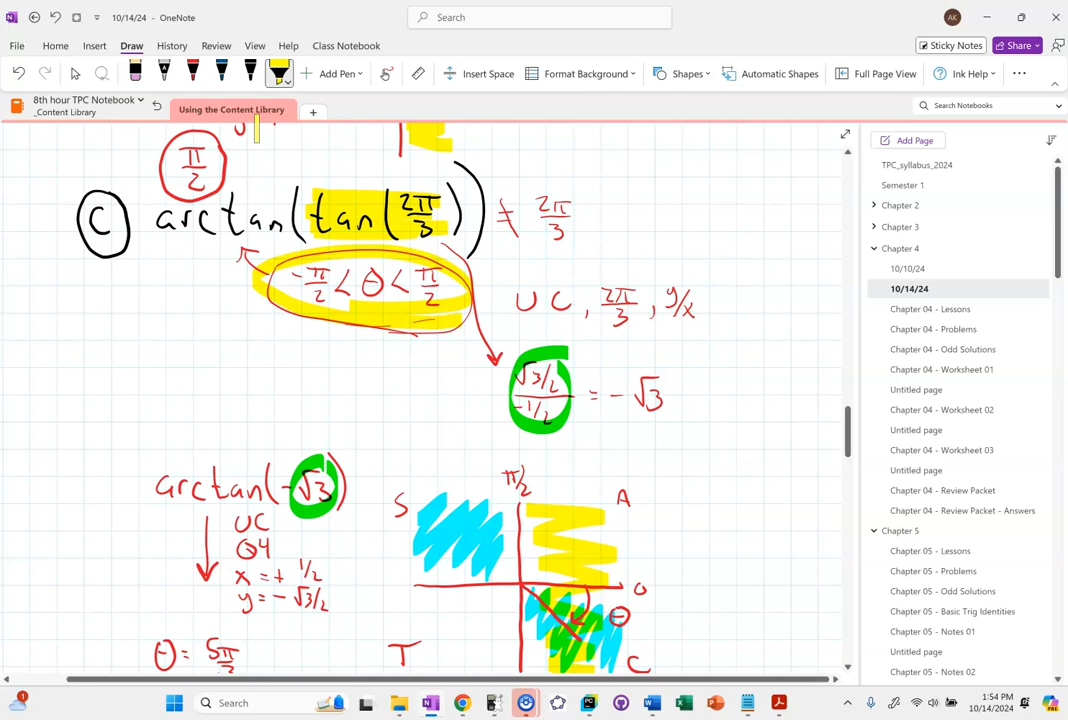 10/14/24 - OneNote
Search
AK
File Home Insert Draw History Review View Help Class Notebook
Sticky Notes Share
Add Pen
Insert Space
Format Background
Shapes
Automatic Shapes
Full Page View
Ink Help
8th hour TPC Notebook
_Content Library
Using the Content Library
Search Notebooks
Add Page
TPC_syllabus_2024
Semester 1
Chapter 2
Chapter 3
Chapter 4
10/10/24
10/14/24
Chapter 04 - Lessons
Chapter 04 - Problems
Chapter 04 - Odd Solutions
Chapter 04 - Worksheet 01
Untitled page
Chapter 04 - Worksheet 02
Untitled page
Chapter 04 - Worksheet 03
Untitled page
Chapter 04 - Review Packet
Chapter 04 - Review Packet - Answers
Chapter 5
Chapter 05 - Lessons
Chapter 05 - Problems
Chapter 05 - Odd Solutions
Chapter 05 - Basic Trig Identities
Chapter 05 - Notes 01
Untitled page
Chapter 05 - Notes 02
π/2
C arctan(tan(2π/3)) ≠ 2π/3
-π/2 < θ < π/2
UC, 2π/3, y/x
√3/2 / -1/2 = -√3
arctan(-√3)
UC
Q4
x = + 1/2
y = - √3/2
θ = 5π/
π/2
S
A
0
θ
T
C
Search
1
1:54 PM
10/14/2024